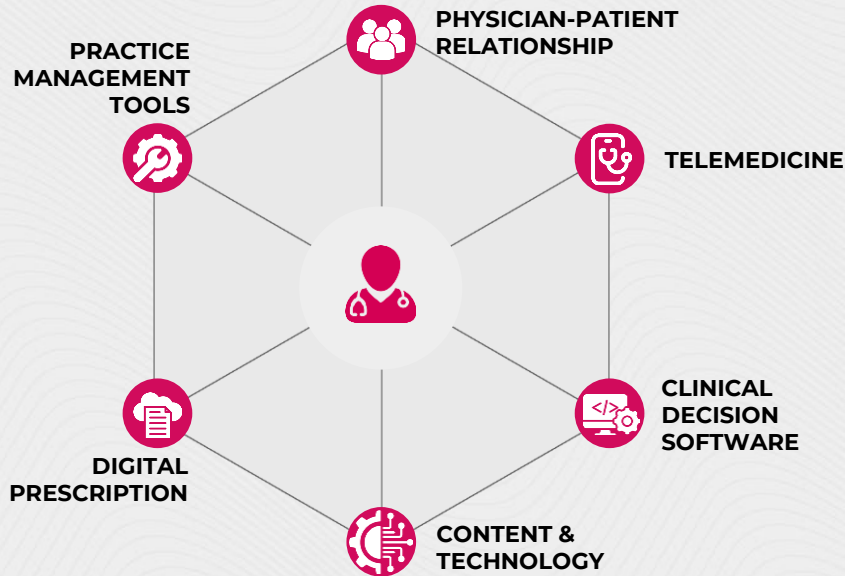 PHYSICIAN-PATIENT
RELATIONSHIP
PRACTICE
MANAGEMENT
TOOLS
TELEMEDICINE
CLINICAL
DECISION
SOFTWARE
</>
DIGITAL
PRESCRIPTION
CONTENT &
TECHNOLOGY